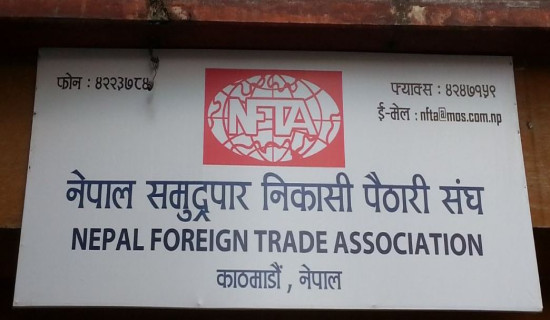 फोन : ४२२३७८४
फ्याक्स : ४२४७१५९
ई-मेल : nfta@mos.com.np
NFTA
नेपाल समुद्रपार निकासी पैठारी संघ
NEPAL FOREIGN TRADE ASSOCIATION
काठमाडौं , नेपाल